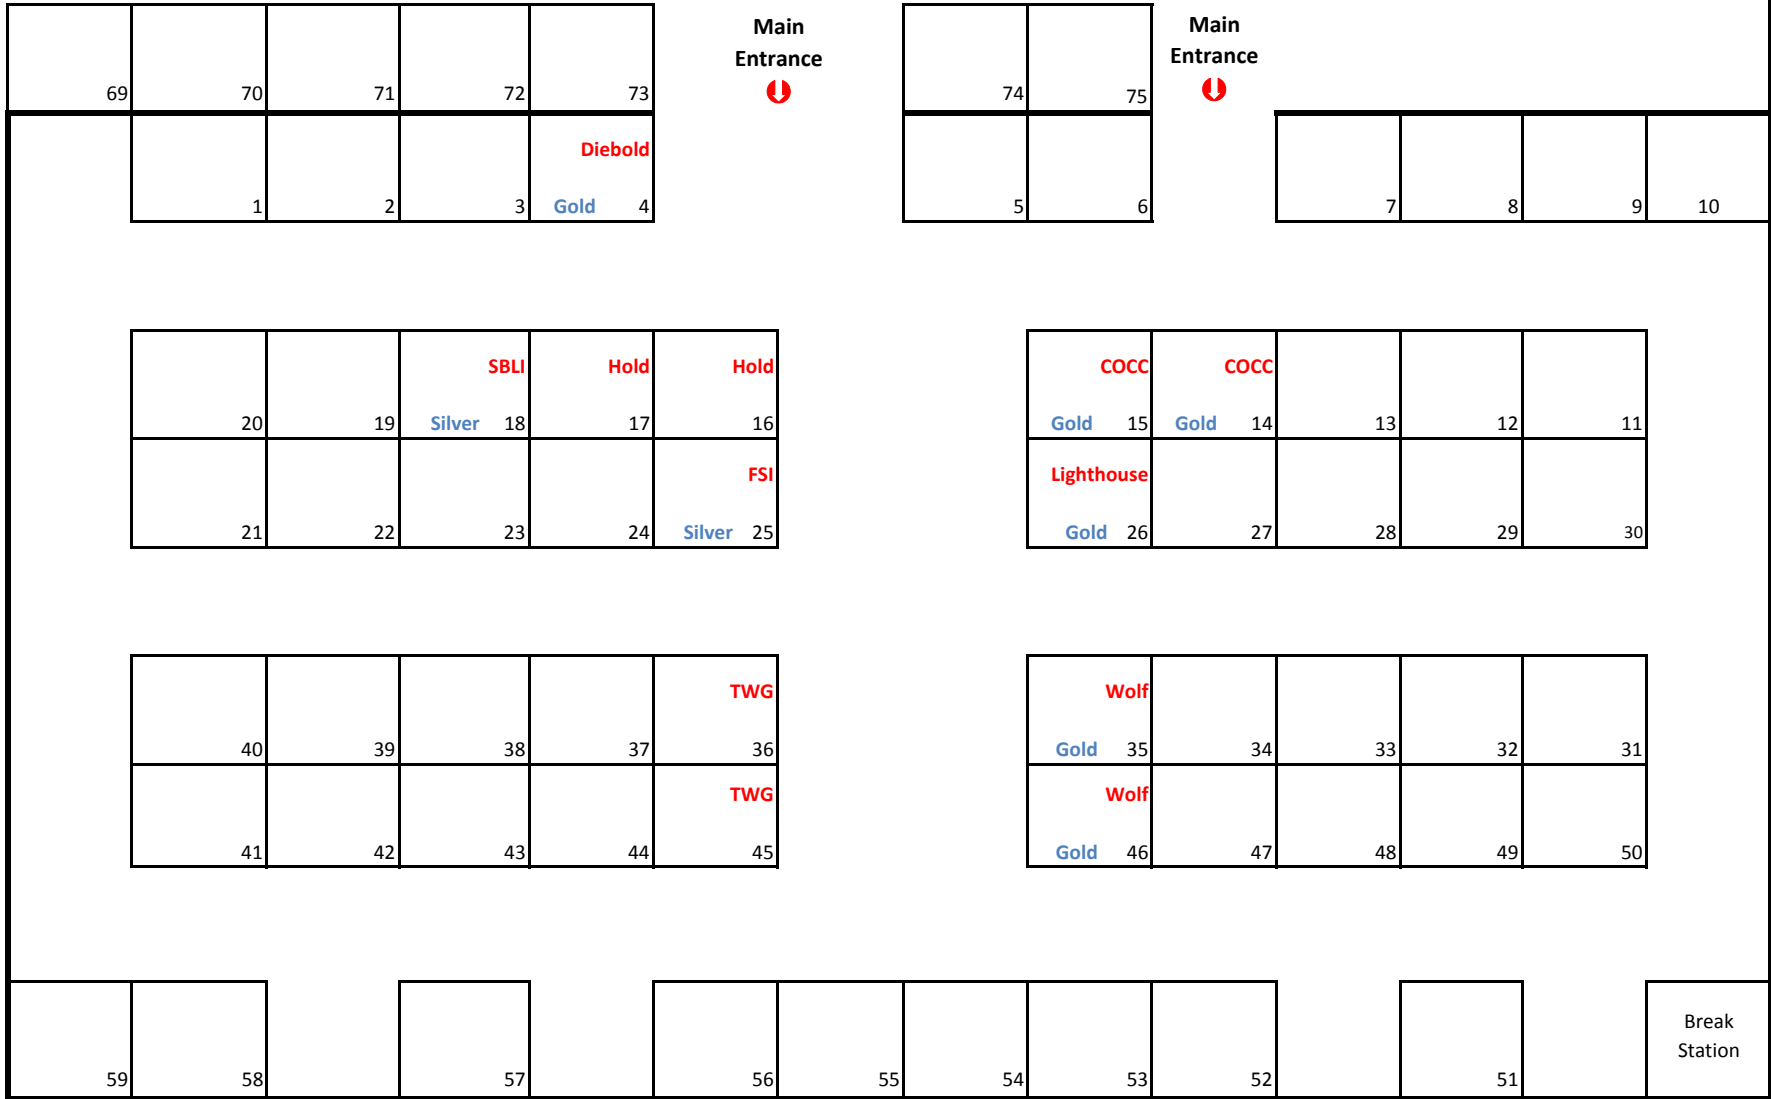 Main
Entrance
Main
Entrance
69 70 71 72 73 74 75
Diebold
1 2 3 Gold 4 5 6 7 8 9 10
SBLI Hold Hold COCC COCC
20 19 Silver 18 17 16 Gold 15 Gold 14 13 12 11
FSI Lighthouse
21 22 23 24 Silver 25 Gold 26 27 28 29 30
TWG Wolf
40 39 38 37 36 Gold 35 34 33 32 31
TWG Wolf
41 42 43 44 45 Gold 46 47 48 49 50
Break
Station
59 58 57 56 55 54 53 52 51